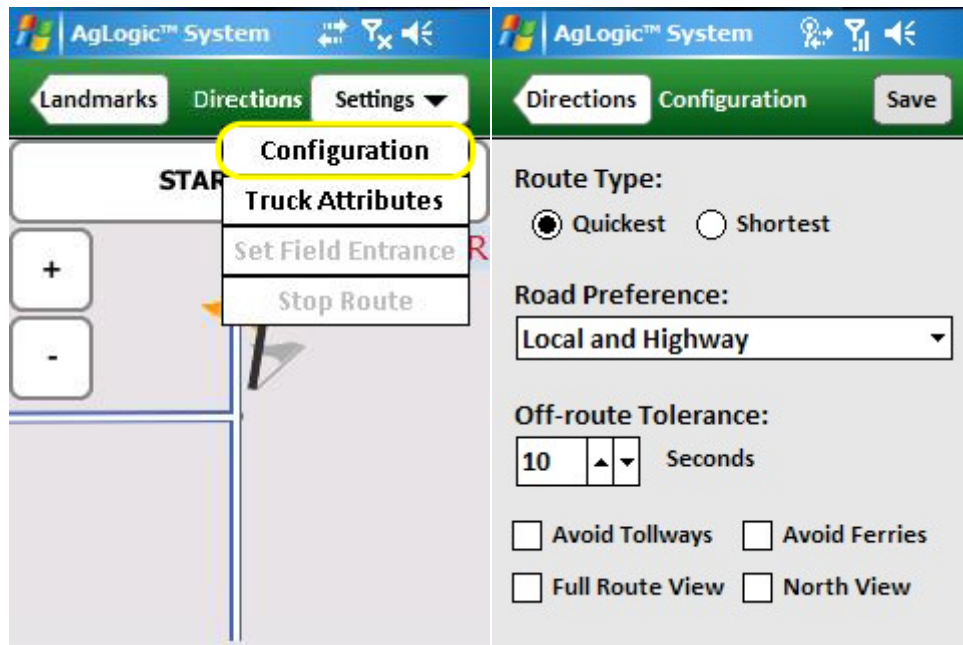 AgLogic™ System
Landmarks Directions Settings
Configuration
STAR
Truck Attributes
Set Field Entrance
R
Stop Route
+
-
AgLogic™ System
Directions Configuration Save
Route Type:
Quickest Shortest
Road Preference:
Local and Highway
Off-route Tolerance:
10 Seconds
Avoid Tollways Avoid Ferries
Full Route View North View